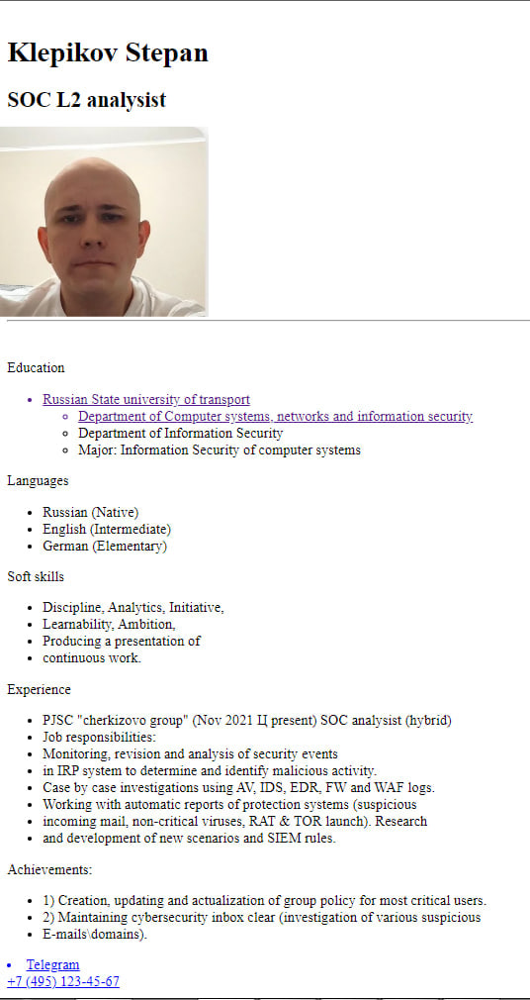 Klepikov Stepan
SOC L2 analysist
Education
Russian State university of transport
Department of Computer systems, networks and information security
Department of Information Security
Major: Information Security of computer systems
Languages
Russian (Native)
English (Intermediate)
German (Elementary)
Soft skills
Discipline, Analytics, Initiative,
Learnability, Ambition,
Producing a presentation of
continuous work.
Experience
PJSC "cherkizovo group" (Nov 2021 Ц present) SOC analysist (hybrid)
Job responsibilities:
Monitoring, revision and analysis of security events
in IRP system to determine and identify malicious activity.
Case by case investigations using AV, IDS, EDR, FW and WAF logs.
Working with automatic reports of protection systems (suspicious
incoming mail, non-critical viruses, RAT & TOR launch). Research
and development of new scenarios and SIEM rules.
Achievements:
1) Creation, updating and actualization of group policy for most critical users.
2) Maintaining cybersecurity inbox clear (investigation of various suspicious
E-mails\domains).
Telegram
+7 (495) 123-45-67